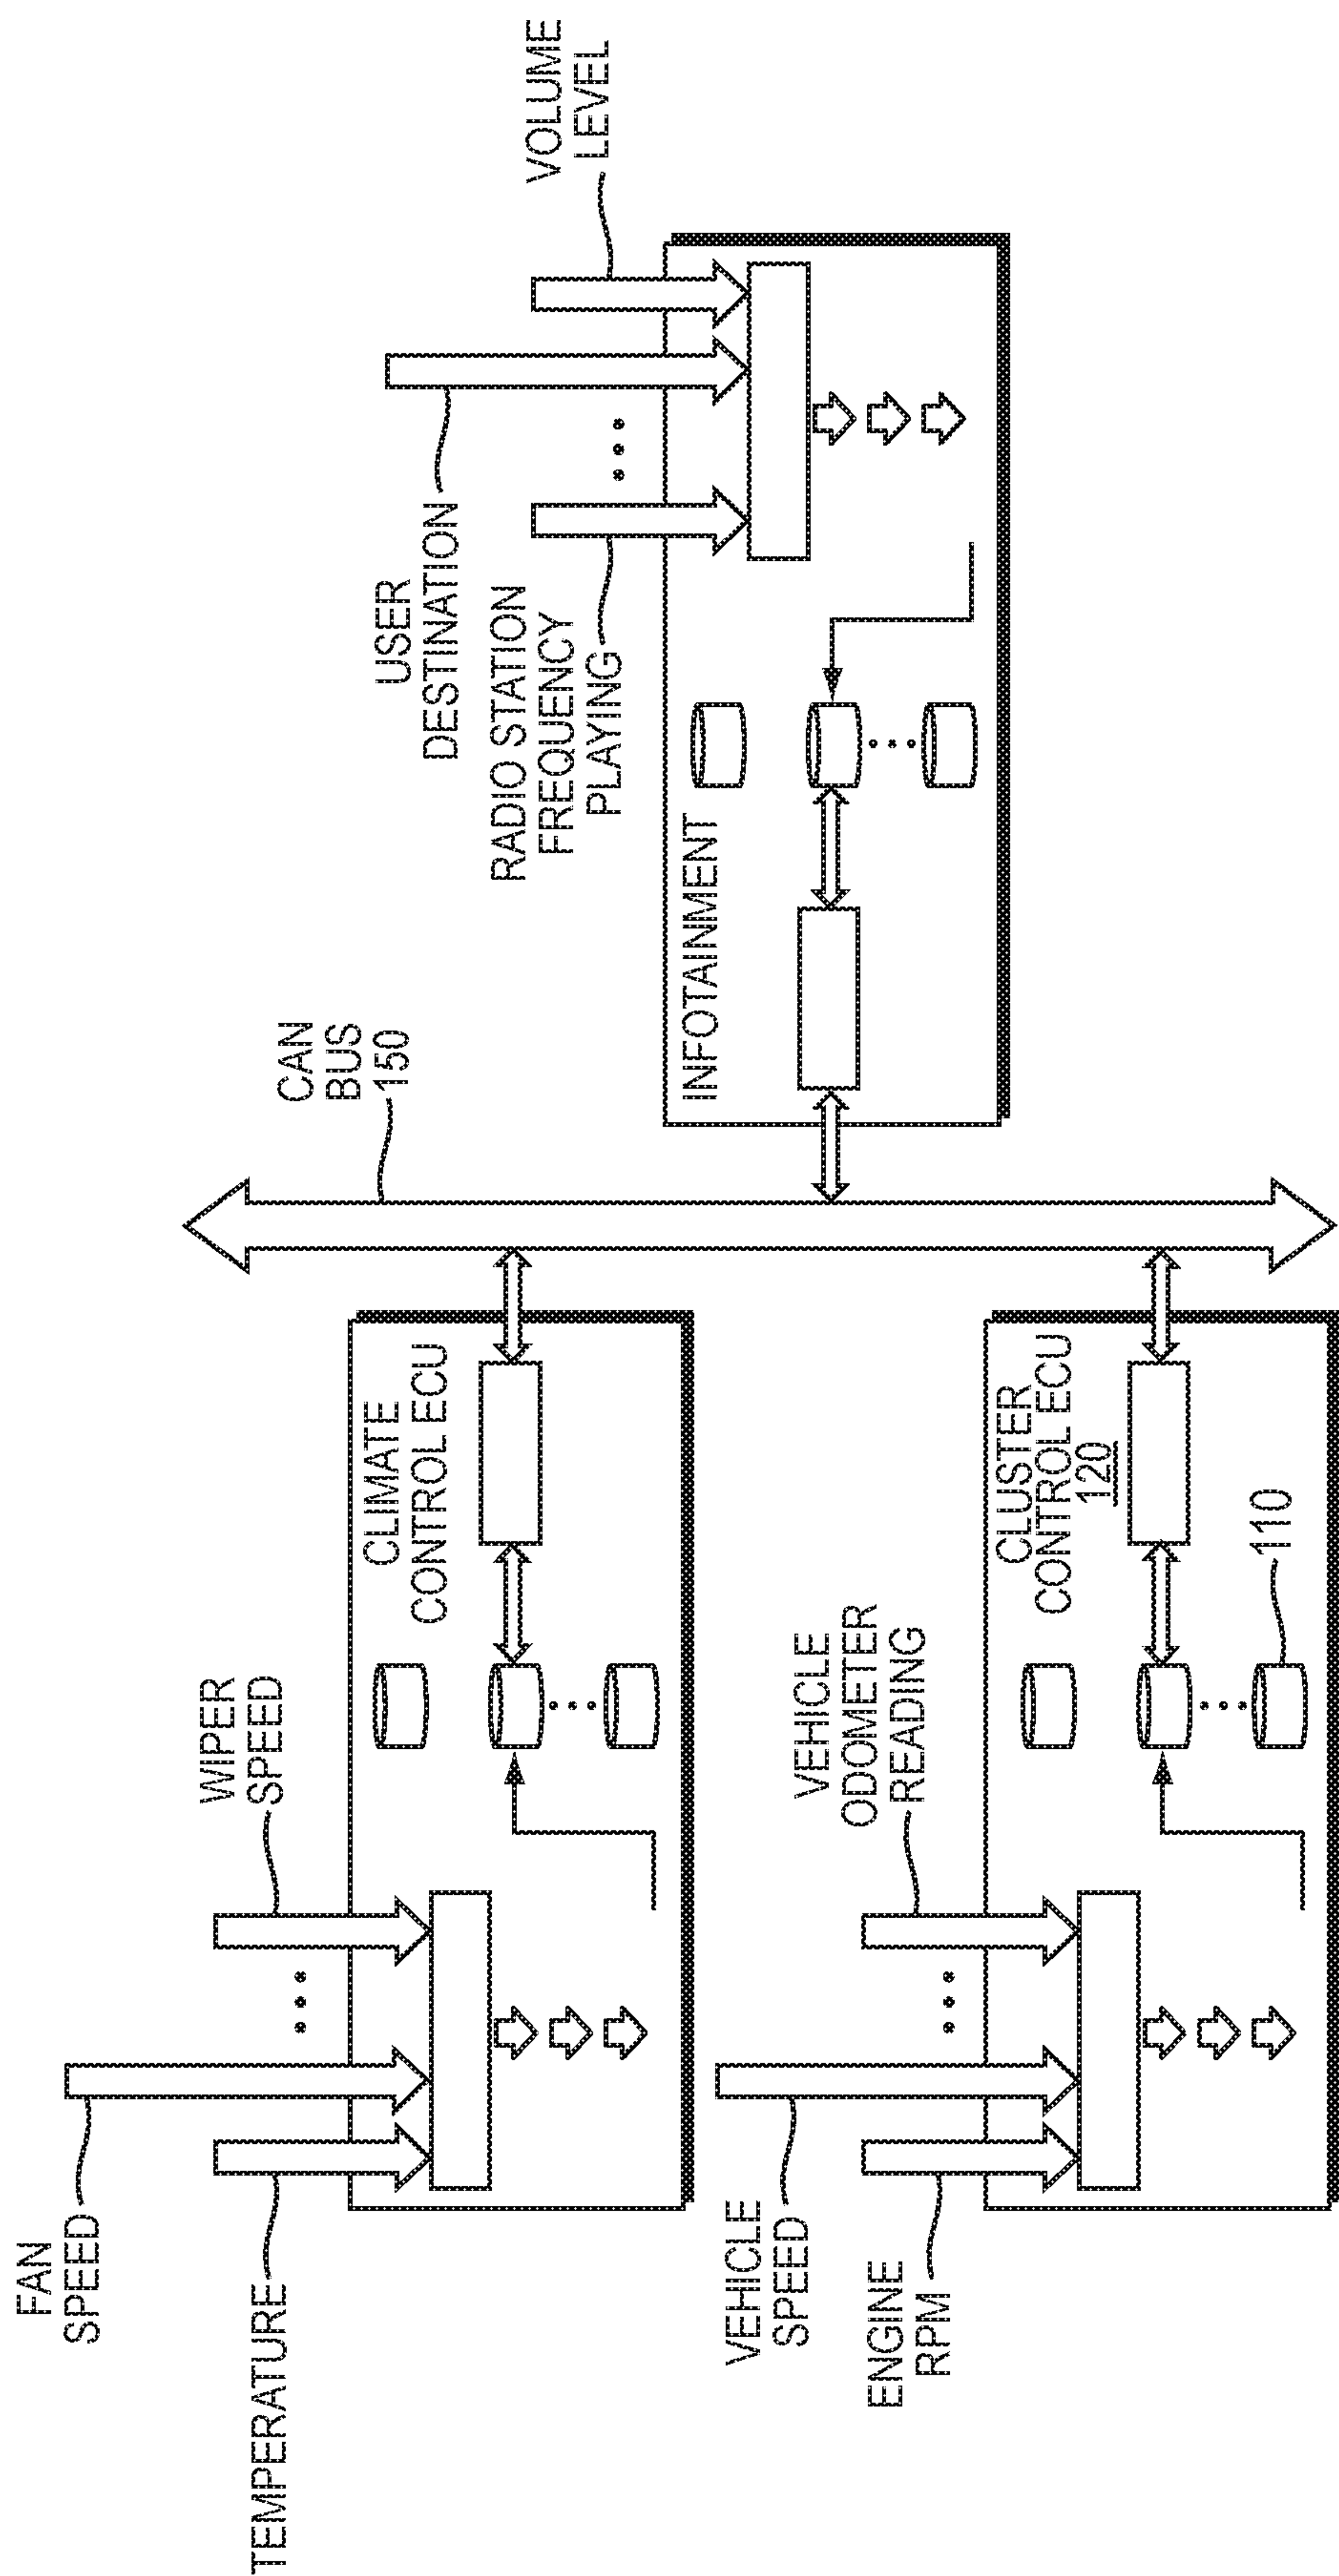 FAN
SPEED
TEMPERATURE
WIPER
SPEED
CLIMATE
CONTROL ECU
VEHICLE
SPEED
ENGINE
RPM
VEHICLE
ODOMETER
READING
CLUSTER
CONTROL ECU
120
110
CAN
BUS
150
USER
DESTINATION
RADIO STATION
FREQUENCY
PLAYING
VOLUME
LEVEL
INFOTAINMENT